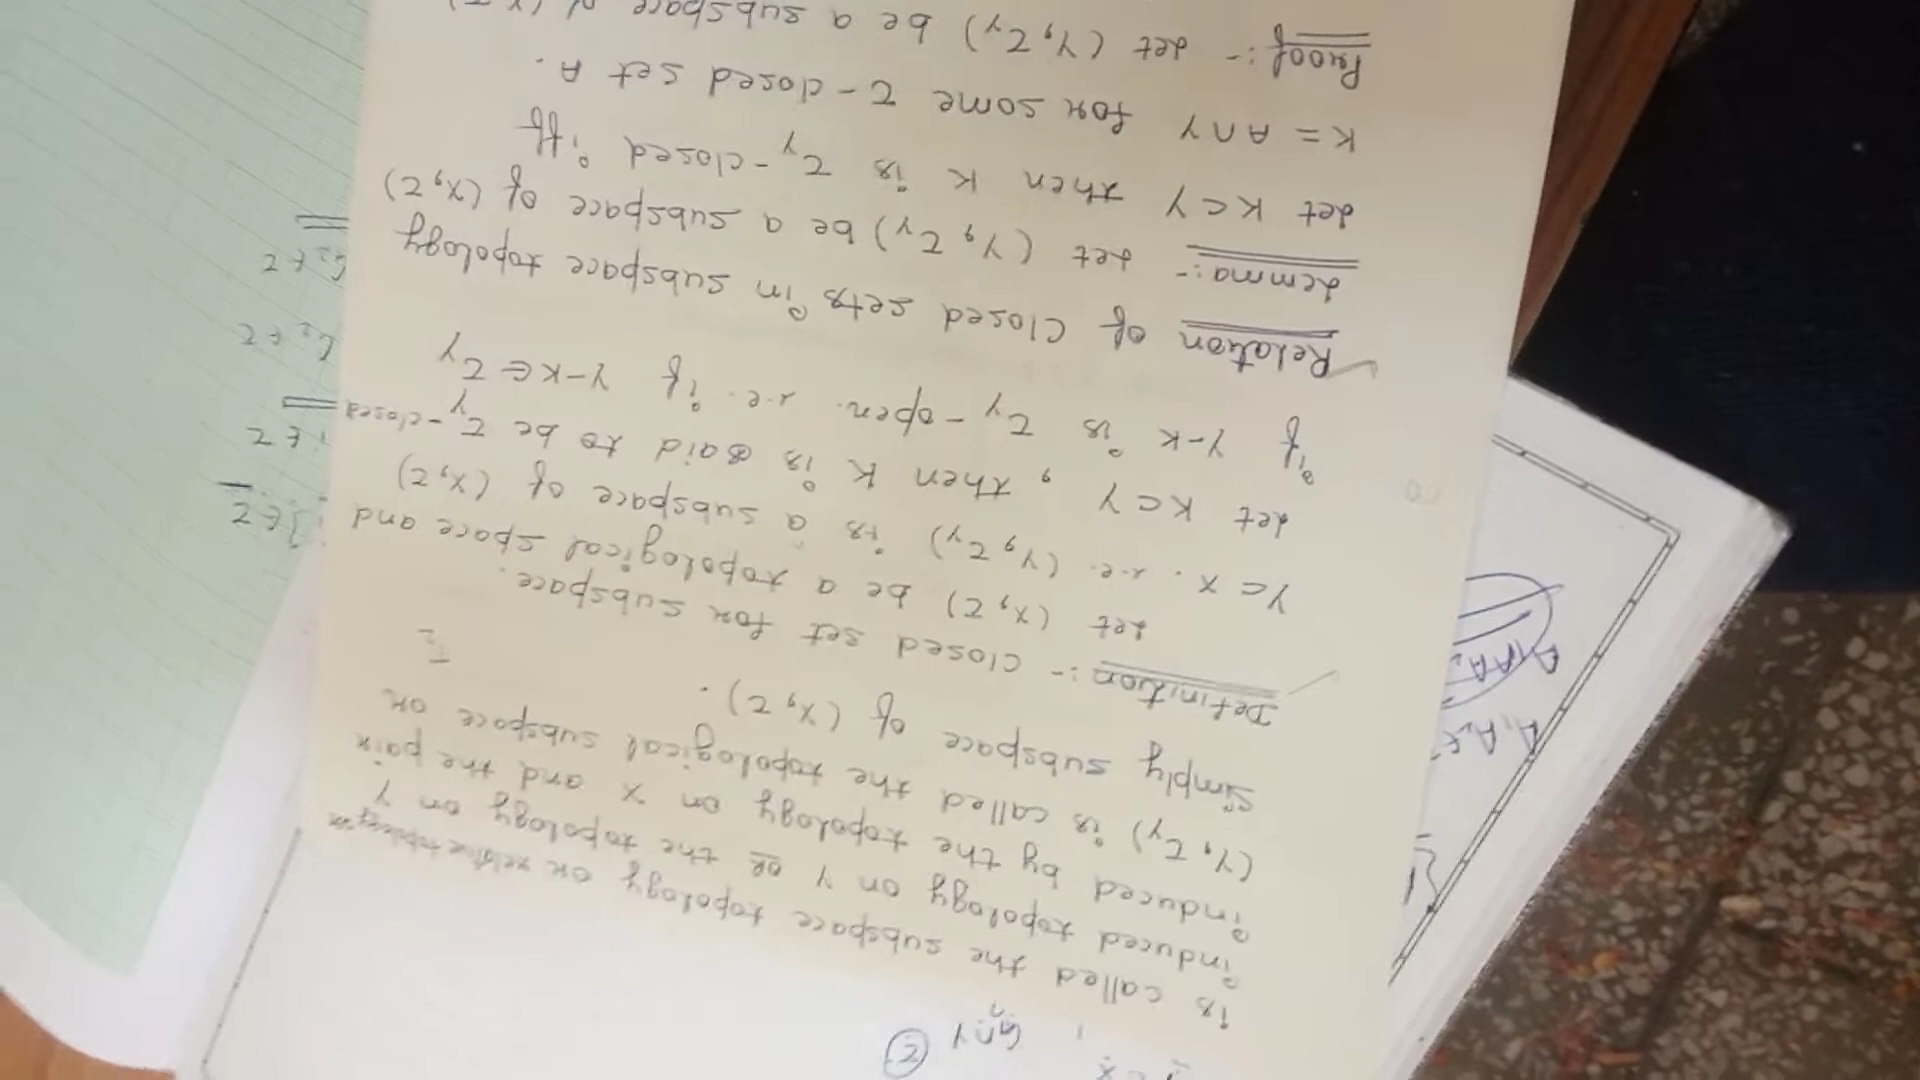 ②
GnY
is called the subspace topology or relative topology or
induced topology on Y or the topology on Y
induced by the topology on X and the pair
(Y, τ_Y) is called the topological subspace or
simply subspace of (X, τ).
Definition :- closed set for subspace.
Let (X, τ) be a topological space and
Y ⊂ X. i.e. (Y, τ_Y) is a subspace of (X, τ)
Let K ⊂ Y, then K is said to be τ_Y-closed
if Y-K is τ_Y-open. i.e. if Y-K ∈ τ_Y
Relation of closed sets in subspace topology
Lemma:- Let (Y, τ_Y) be a subspace of (X, τ)
Let K ⊂ Y then K is τ_Y-closed iff
K = A∩Y for some τ-closed set A.
Proof :- Let (Y, τ_Y) be a subspace of (X, τ)